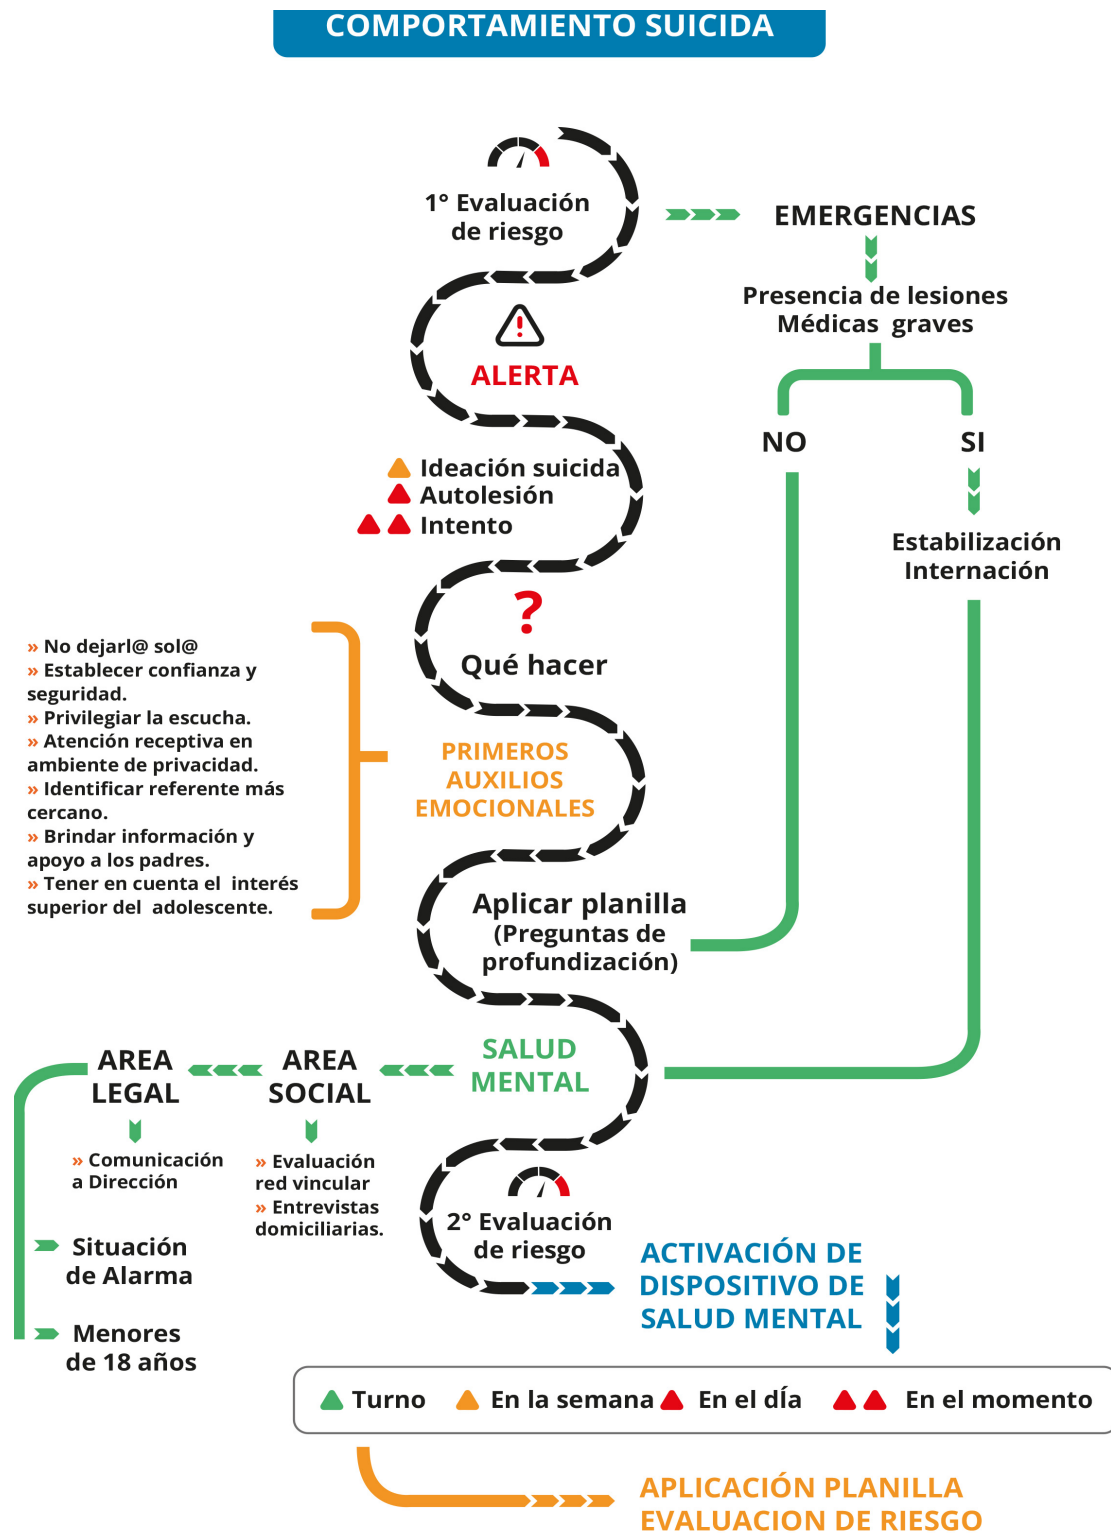 COMPORTAMIENTO SUICIDA
1° Evaluación
de riesgo
EMERGENCIAS
Presencia de lesiones
Médicas graves
NO
SI
Estabilización
Internación
ALERTA
Ideación suicida
Autolesión
Intento
?
Qué hacer
PRIMEROS
AUXILIOS
EMOCIONALES
» No dejarl@ sol@
» Establecer confianza y
seguridad.
» Privilegiar la escucha.
» Atención receptiva en
ambiente de privacidad.
» Identificar referente más
cercano.
» Brindar información y
apoyo a los padres.
» Tener en cuenta el interés
superior del adolescente.
Aplicar planilla
(Preguntas de
profundización)
SALUD
MENTAL
AREA
SOCIAL
» Evaluación
red vincular
» Entrevistas
domiciliarias.
AREA
LEGAL
» Comunicación
a Dirección
Situación
de Alarma
Menores
de 18 años
2° Evaluación
de riesgo
ACTIVACIÓN DE
DISPOSITIVO DE
SALUD MENTAL
Turno En la semana En el dÍa En el momento
APLICACIÓN PLANILLA
EVALUACION DE RIESGO